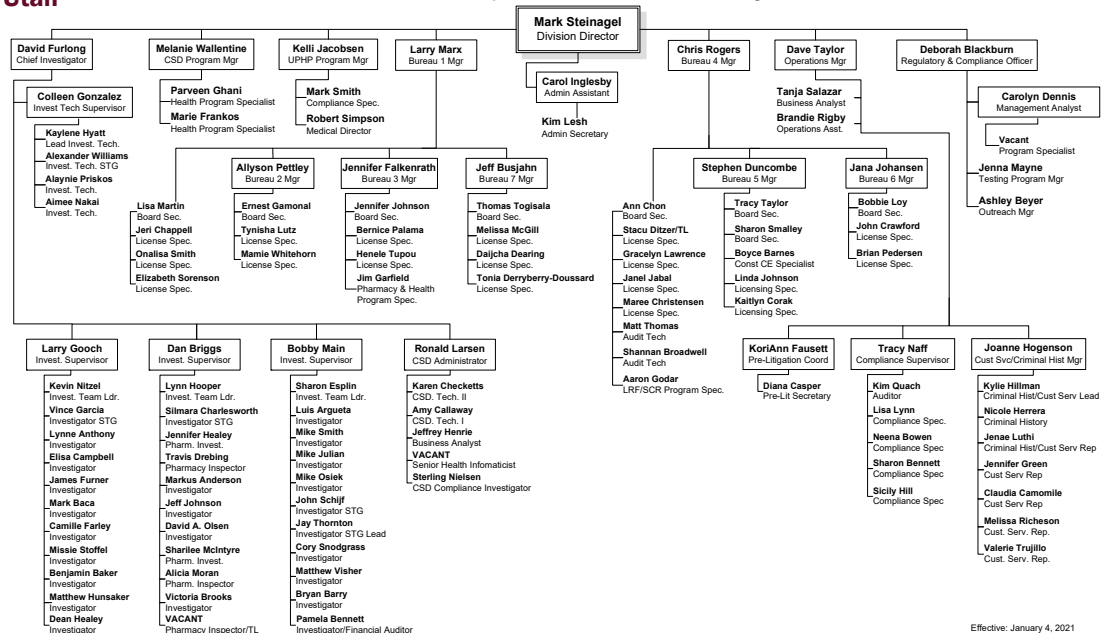 Utah
Mark Steinagel
Division Director
David Furlong
Chief Investigator
Melanie Wallentine
CSD Program Mgr
Kelli Jacobsen
UPHP Program Mgr
Larry Marx
Bureau 1 Mgr
Chris Rogers
Bureau 4 Mgr
Dave Taylor
Operations Mgr
Deborah Blackburn
Regulatory & Compliance Officer
Carol Inglesby
Admin Assistant
Kim Lesh
Admin Secretary
Colleen Gonzalez
Invest Tech Supervisor
Kaylene Hyatt
Lead Invest. Tech.
Alexander Williams
Invest. Tech. STG
Alaynie Priskos
Invest. Tech.
Aimee Nakai
Invest. Tech.
Parveen Ghani
Health Program Specialist
Marie Frankos
Health Program Specialist
Mark Smith
Compliance Spec.
Robert Simpson
Medical Director
Tanja Salazar
Business Analyst
Brandie Rigby
Operations Asst.
Carolyn Dennis
Management Analyst
Vacant
Program Specialist
Jenna Mayne
Testing Program Mgr
Ashley Beyer
Outreach Mgr
Lisa Martin
Board Sec.
Jeri Chappell
License Spec.
Onalisa Smith
License Spec.
Elizabeth Sorenson
License Spec.
Allyson Pettley
Bureau 2 Mgr
Ernest Gamonal
Board Sec.
Tynisha Lutz
License Spec.
Mamie Whitehorn
License Spec.
Jennifer Falkenrath
Bureau 3 Mgr
Jennifer Johnson
Board Sec.
Bernice Palama
License Spec.
Henele Tupou
License Spec.
Jim Garfield
Pharmacy & Health
Program Spec.
Jeff Busjahn
Bureau 7 Mgr
Thomas Togisala
Board Sec.
Melissa McGill
License Spec.
Daijcha Dearing
License Spec.
Tonia Derryberry-Doussard
License Spec.
Ann Chon
Board Sec.
Stacu Ditzer/TL
License Spec.
Gracelyn Lawrence
License Spec.
Janel Jabal
License Spec.
Maree Christensen
License Spec.
Matt Thomas
Audit Tech
Shannan Broadwell
Audit Tech
Aaron Godar
LRF/SCR Program Spec.
Stephen Duncombe
Bureau 5 Mgr
Tracy Taylor
Board Sec.
Sharon Smalley
Board Sec.
Boyce Barnes
Const CE Specialist
Linda Johnson
Licensing Spec.
Kaitlyn Corak
Licensing Spec.
Jana Johansen
Bureau 6 Mgr
Bobbie Loy
Board Sec.
John Crawford
License Spec.
Brian Pedersen
License Spec.
Larry Gooch
Invest. Supervisor
Kevin Nitzel
Invest. Team Ldr.
Vince Garcia
Investigator STG
Lynne Anthony
Investigator
Elisa Campbell
Investigator
James Furner
Investigator
Mark Baca
Investigator
Camille Farley
Investigator
Missie Stoffel
Investigator
Benjamin Baker
Investigator
Matthew Hunsaker
Investigator
Dean Healey
Investigator
Dan Briggs
Invest. Supervisor
Lynn Hooper
Invest. Team Ldr.
Silmara Charlesworth
Investigator STG
Jennifer Healey
Pharm. Invest.
Travis Drebing
Pharmacy Inspector
Markus Anderson
Investigator
Jeff Johnson
Investigator
David A. Olsen
Investigator
Sharilee McIntyre
Pharm. Invest.
Alicia Moran
Pharm. Inspector
Victoria Brooks
Investigator
VACANT
Pharmacy Inspector/TL
Bobby Main
Invest. Supervisor
Sharon Esplin
Invest. Team Ldr.
Luis Argueta
Investigator
Mike Smith
Investigator
Mike Julian
Investigator
Mike Osiek
Investigator
John Schijf
Investigator STG
Jay Thornton
Investigator STG Lead
Cory Snodgrass
Investigator
Matthew Visher
Investigator
Bryan Barry
Investigator
Pamela Bennett
Investigator/Financial Auditor
Ronald Larsen
CSD Administrator
Karen Checketts
CSD. Tech. II
Amy Callaway
CSD. Tech. I
Jeffrey Henrie
Business Analyst
VACANT
Senior Health Infomaticist
Sterling Nielsen
CSD Compliance Investigator
KoriAnn Fausett
Pre-Litigation Coord
Diana Casper
Pre-Lit Secretary
Tracy Naff
Compliance Supervisor
Kim Quach
Auditor
Lisa Lynn
Compliance Spec.
Neena Bowen
Compliance Spec
Sharon Bennett
Compliance Spec
Sicily Hill
Compliance Spec
Joanne Hogenson
Cust Svc/Criminal Hist Mgr
Kylie Hillman
Criminal Hist/Cust Serv Lead
Nicole Herrera
Criminal History
Jenae Luthi
Criminal Hist/Cust Serv Rep
Jennifer Green
Cust Serv Rep
Claudia Camomile
Cust Serv Rep
Melissa Richeson
Cust. Serv. Rep.
Valerie Trujillo
Cust. Serv. Rep.
Effective: January 4, 2021